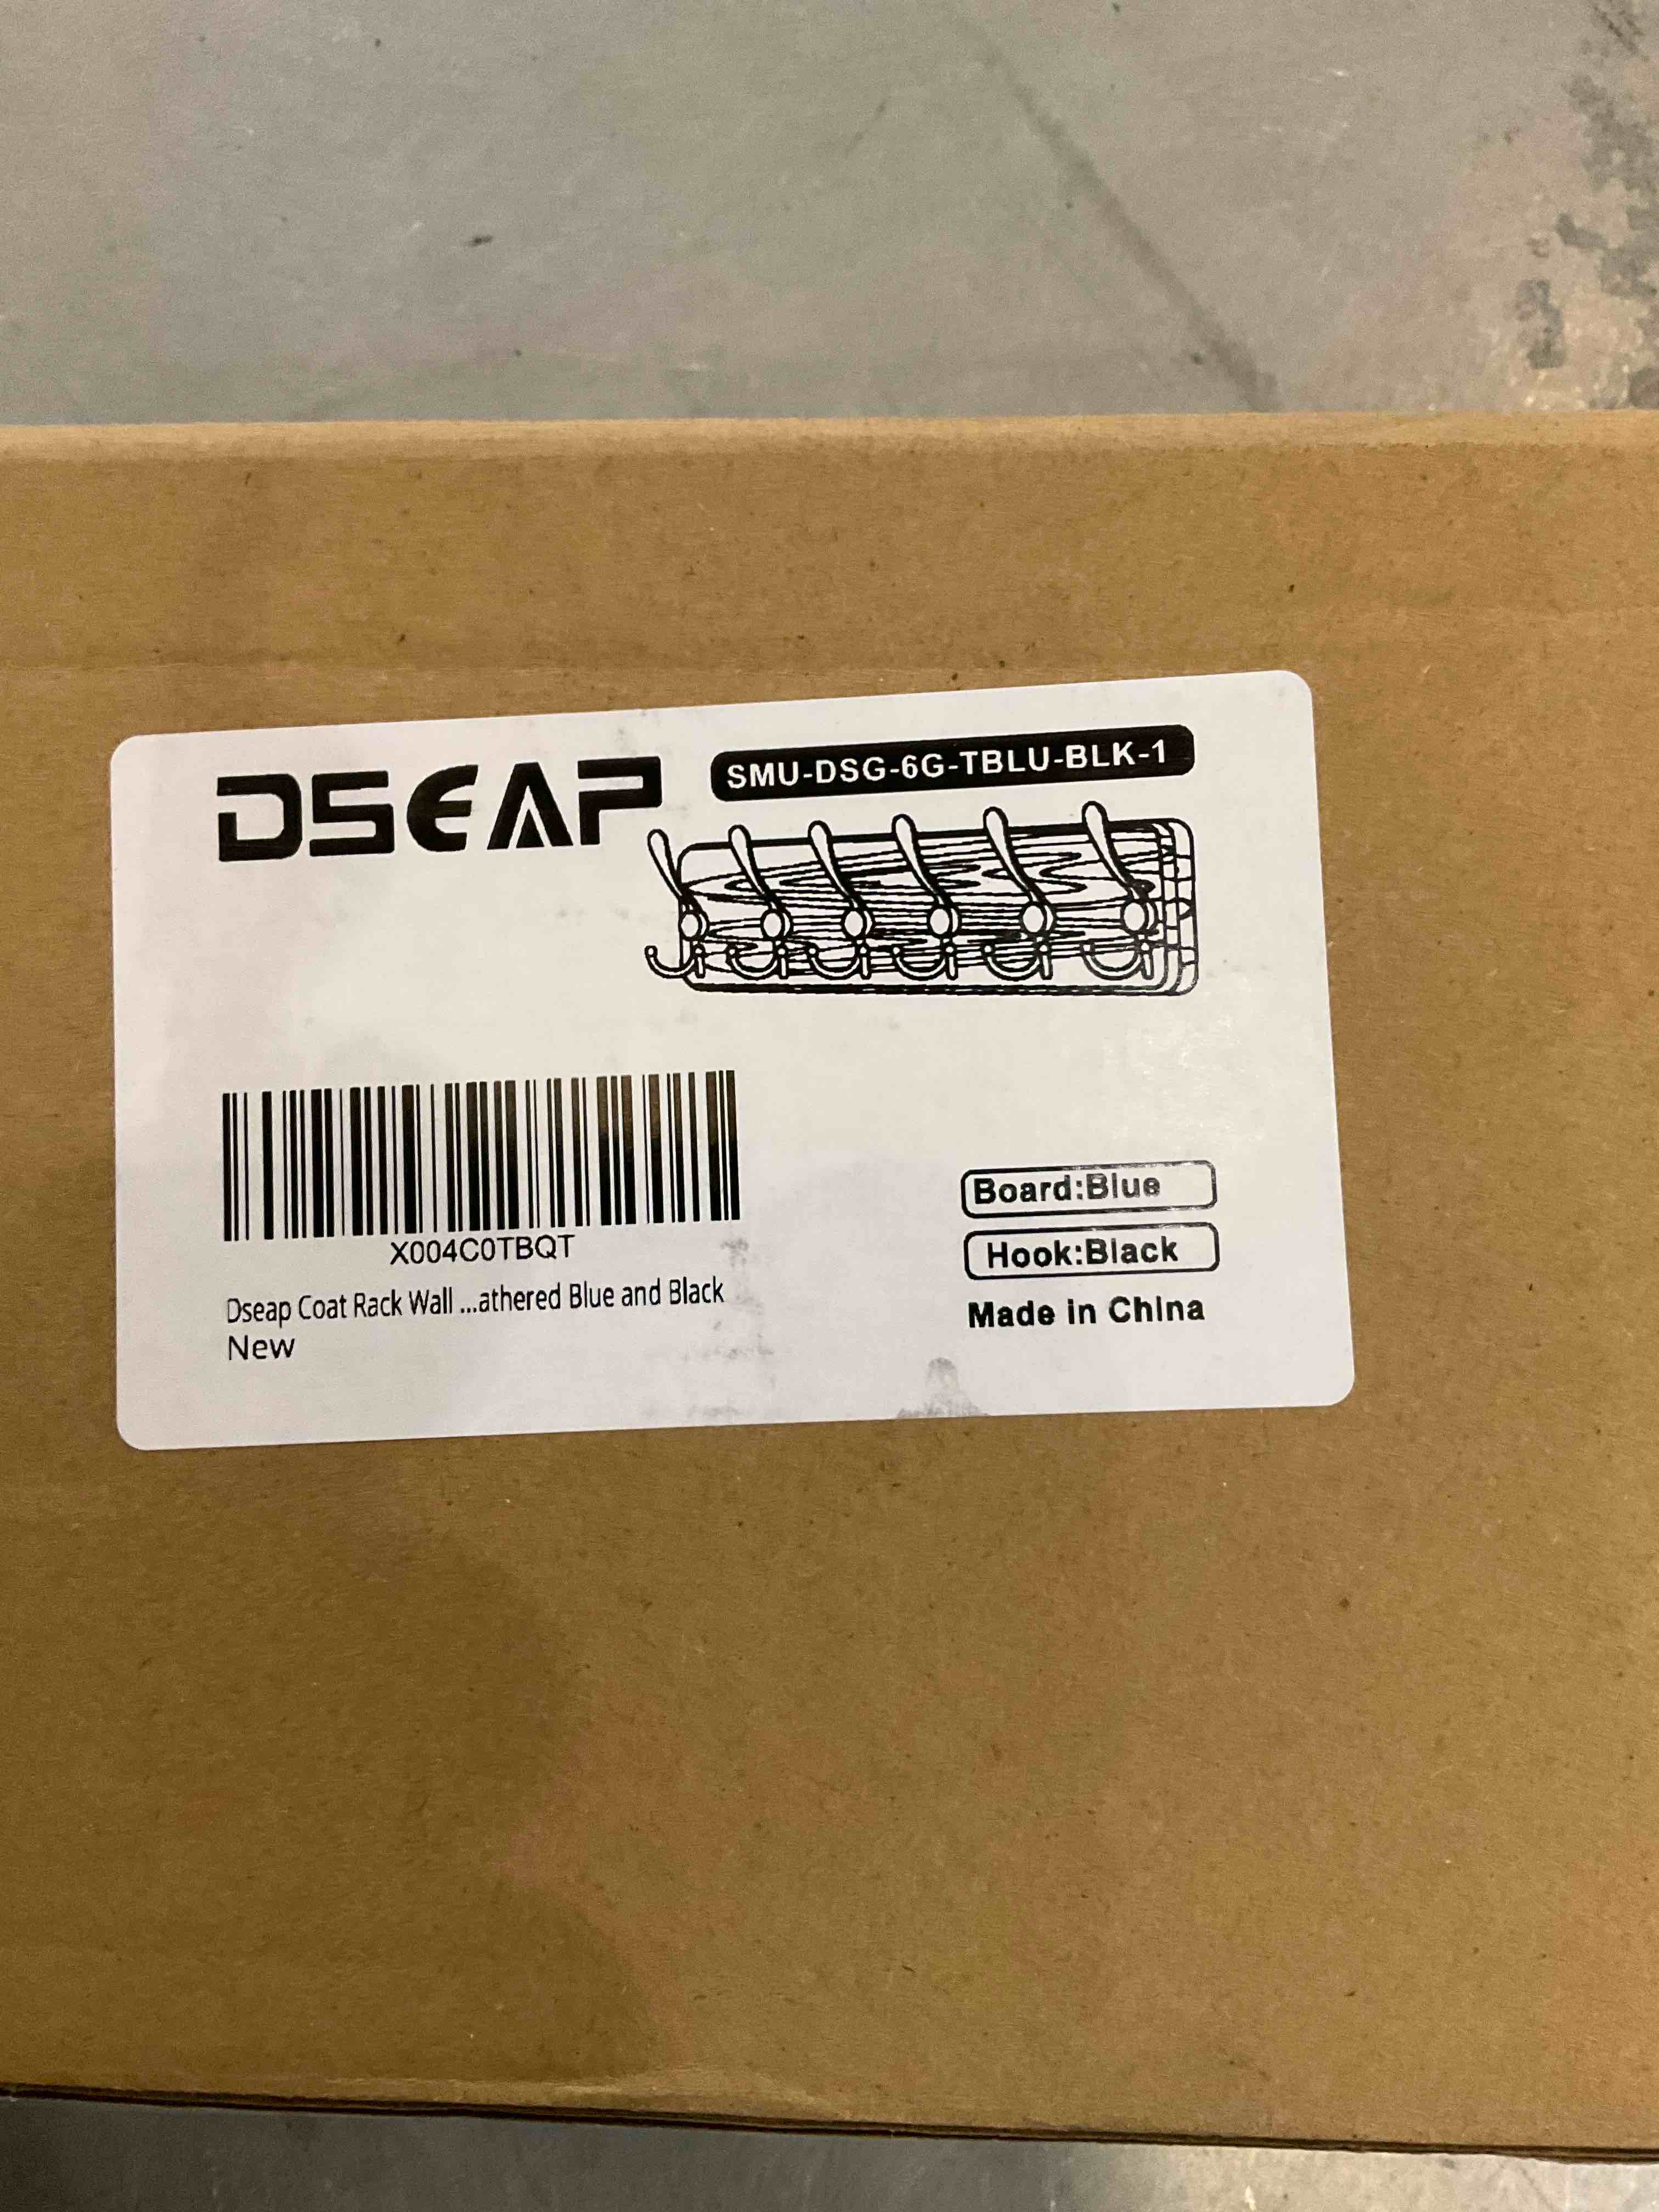 DSEAP
SMU-DSG-6G-TBLU-BLK-1
X004C0TBQT
Dseap Coat Rack Wall ...athered Blue and Black
New
Board:Blue
Hook:Black
Made in China